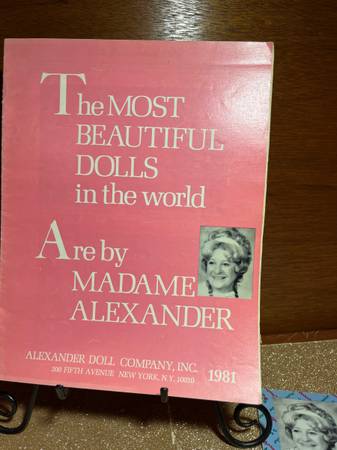 The MOST
BEAUTIFUL
DOLLS
in the world
Are by
MADAME
ALEXANDER
ALEXANDER DOLL COMPANY, INC.
200 FIFTH AVENUE NEW YORK, N.Y. 10010
1981